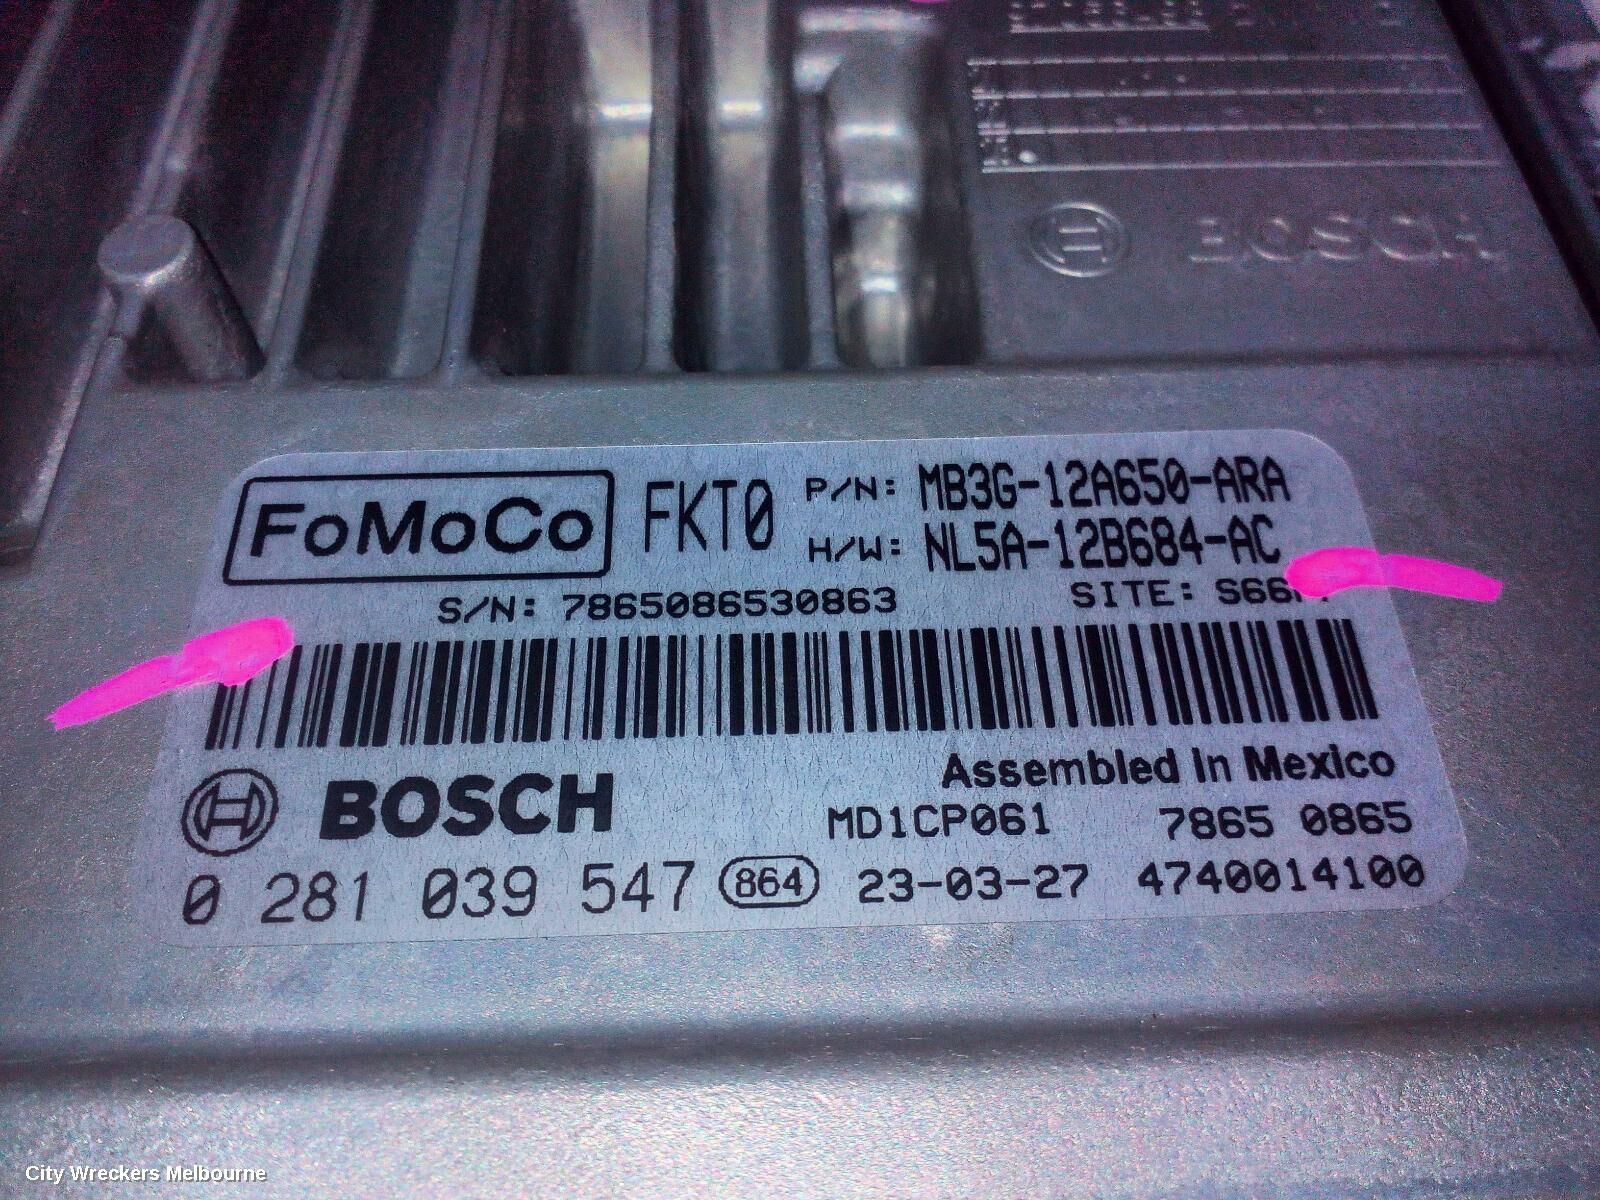 BOSCH
FoMoCo FKT0 P/N: MB3G-12A650-ARA
H/W: NL5A-12B684-AC
S/N: 7865086530863 SITE:
Assembled In Mexico
BOSCH MD1CP061 7865 0865
0 281 039 547 864 23-03-27 4740014100
City Wreckers Melbourne